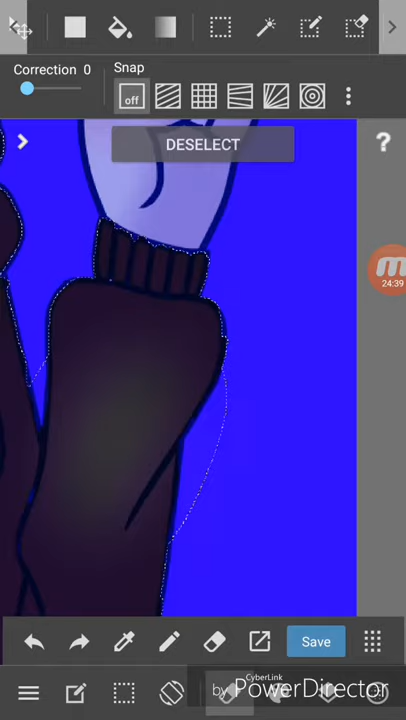 Correction 0
Snap
off
DESELECT
?
24:39
Save
CyberLink
by PowerDirector